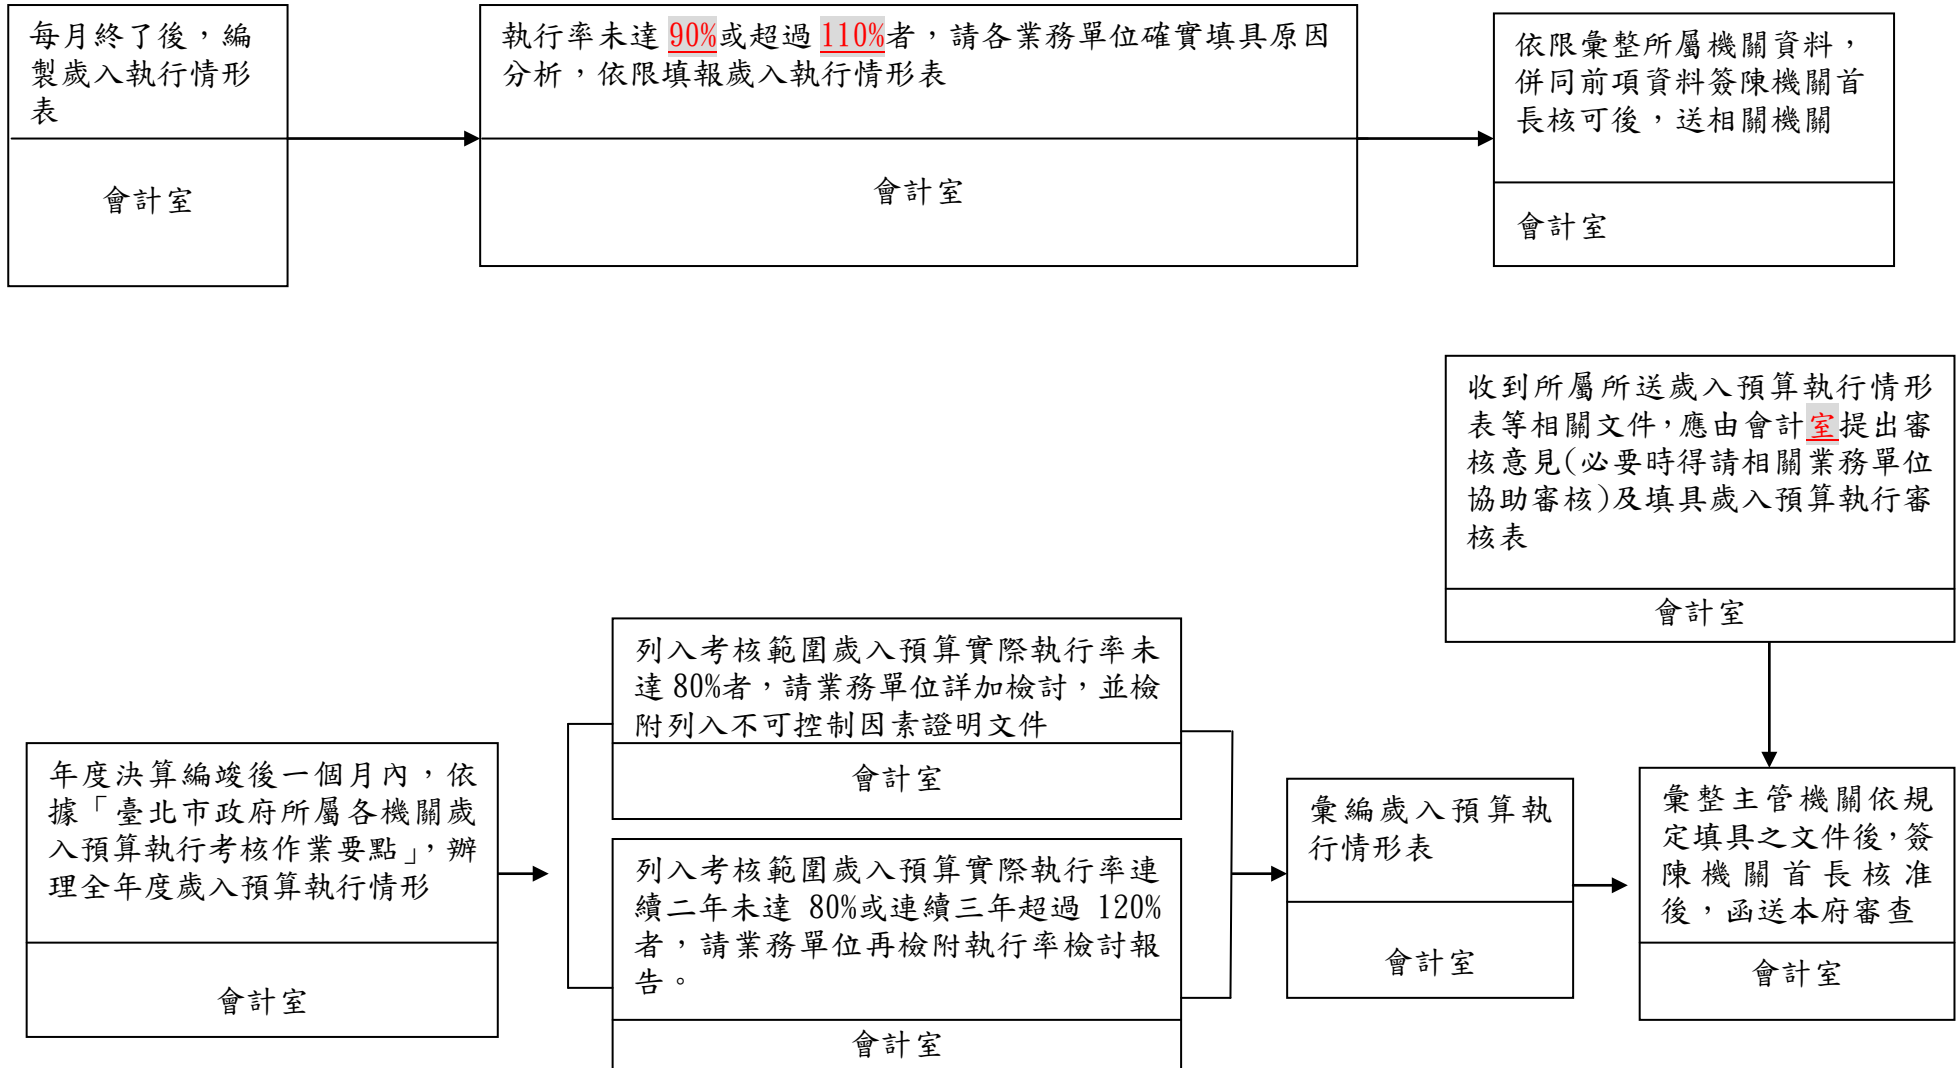 每月終了後，編
製歲入執行情形
表
會計室
執行率未達 90%或超過 110%者，請各業務單位確實填具原因
分析，依限填報歲入執行情形表
會計室
依限彙整所屬機關資料，
併同前項資料簽陳機關首
長核可後，送相關機關
會計室
收到所屬所送歲入預算執行情形
表等相關文件，應由會計室提出審
核意見(必要時得請相關業務單位
協助審核)及填具歲入預算執行審
核表
會計室
年度決算編竣後一個月內，依
據「臺北市政府所屬各機關歲
入預算執行考核作業要點」，辦
理全年度歲入預算執行情形
會計室
列入考核範圍歲入預算實際執行率未
達 80%者，請業務單位詳加檢討，並檢
附列入不可控制因素證明文件
會計室
列入考核範圍歲入預算實際執行率連
續二年未達 80%或連續三年超過 120%
者，請業務單位再檢附執行率檢討報
告。
會計室
彙編歲入預算執
行情形表
會計室
彙整主管機關依規
定填具之文件後，簽
陳機關首長核准
後，函送本府審查
會計室